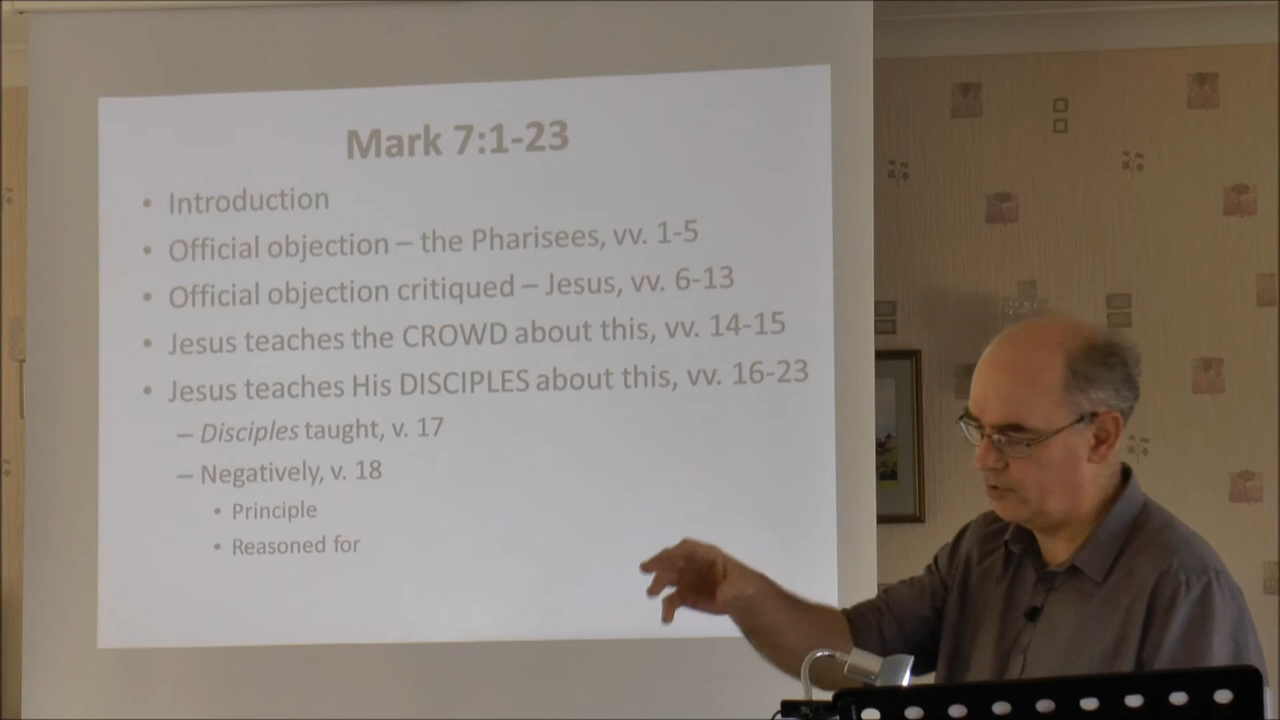 Mark 7:1-23
• Introduction
• Official objection – the Pharisees, vv. 1-5
• Official objection critiqued – Jesus, vv. 6-13
• Jesus teaches the CROWD about this, vv. 14-15
• Jesus teaches His DISCIPLES about this, vv. 16-23
– Disciples taught, v. 17
– Negatively, v. 18
• Principle
• Reasoned for